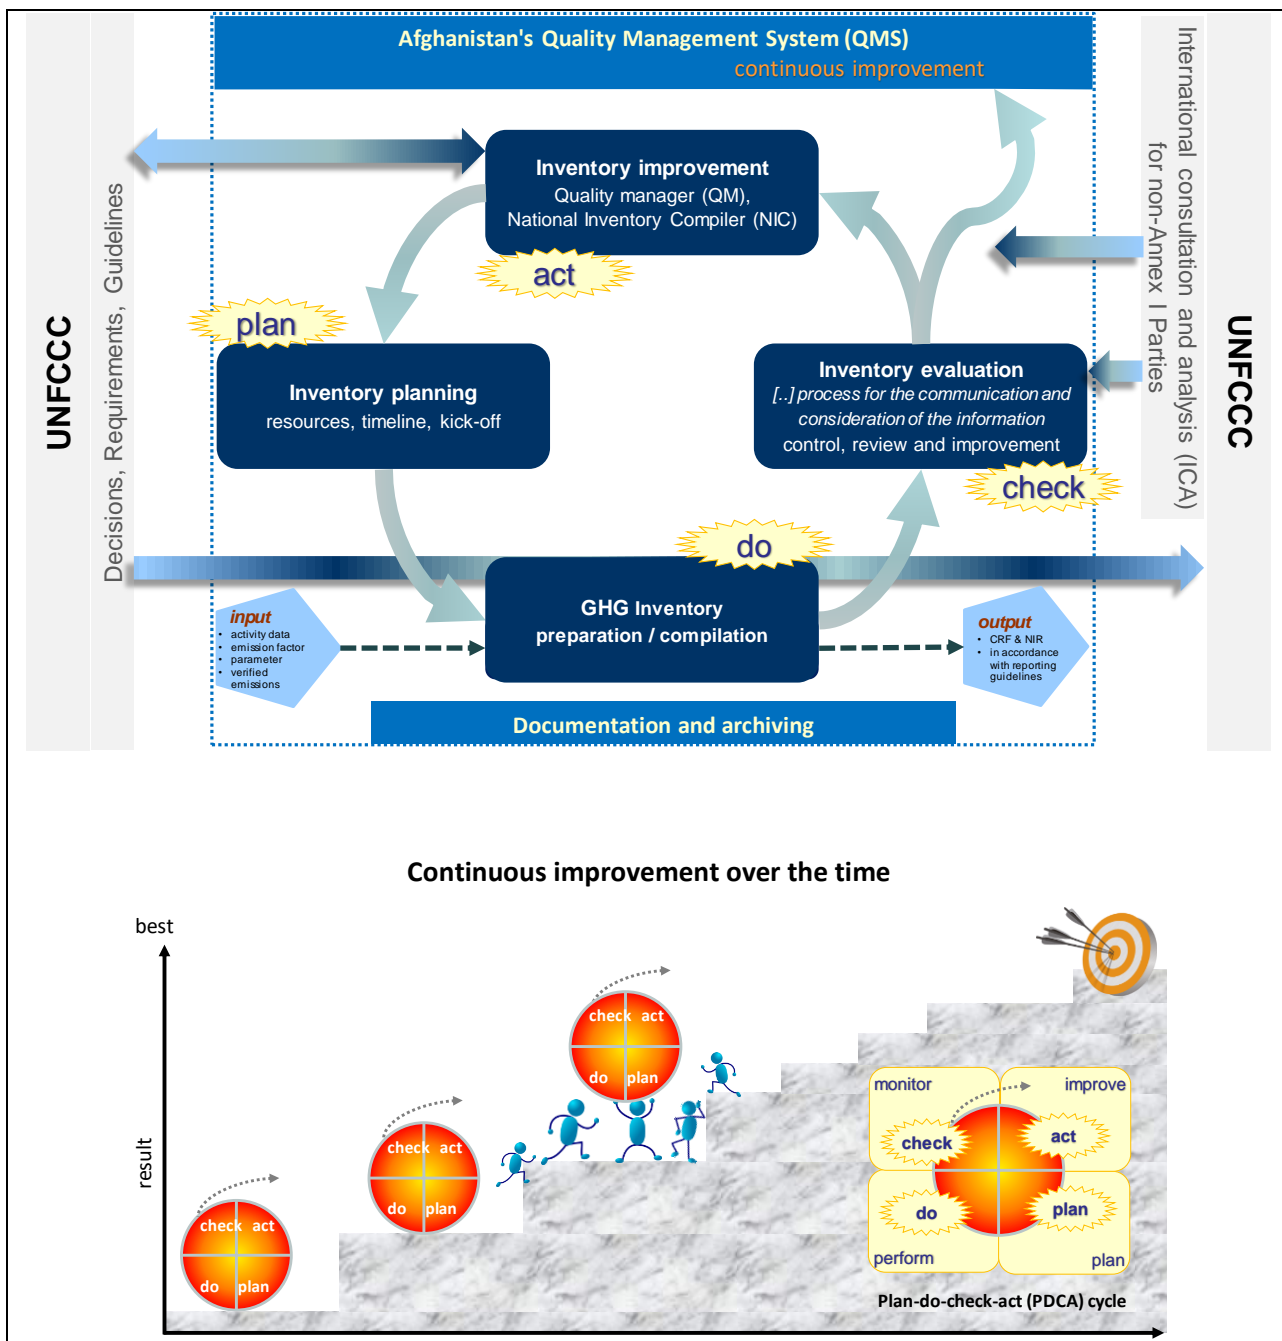 Afghanistan's Quality Management System (QMS)
continuous improvement
UNFCCC
Decisions, Requirements, Guidelines
International consultation and analysis (ICA)
for non-Annex I Parties
UNFCCC
Inventory improvement
Quality manager (QM),
National Inventory Compiler (NIC)
act
plan
Inventory planning
resources, timeline, kick-off
Inventory evaluation
[..] process for the communication and
consideration of the information
control, review and improvement
check
do
GHG Inventory
preparation / compilation
input
• activity data
• emission factor
• parameter
• verified
emissions
output
• CRF & NIR
• in accordance
with reporting
guidelines
Documentation and archiving
Continuous improvement over the time
best
result
check act
do plan
check act
do plan
check act
do plan
monitor
improve
check
act
do
plan
perform
plan
Plan-do-check-act (PDCA) cycle